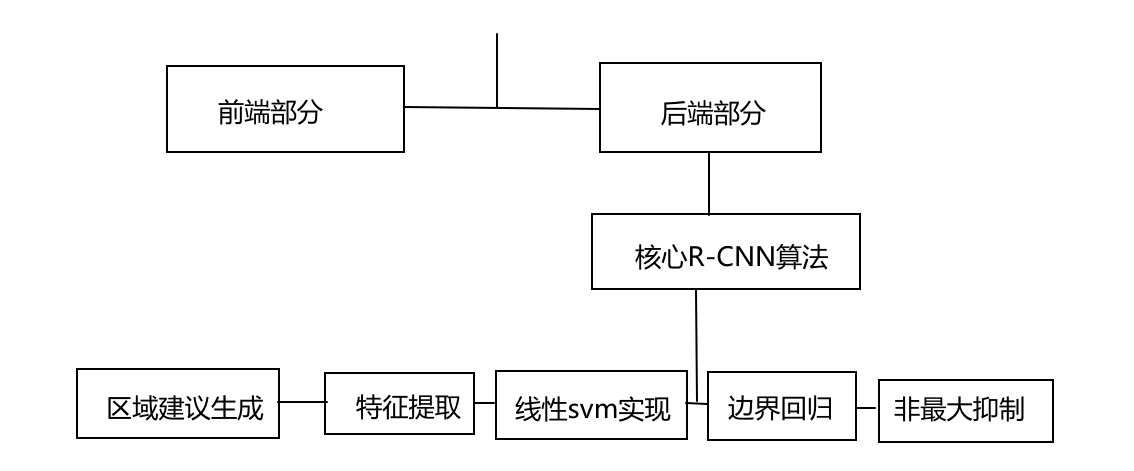 前端部分
后端部分
核心R-CNN算法
区域建议生成
特征提取
线性svm实现
边界回归
非最大抑制